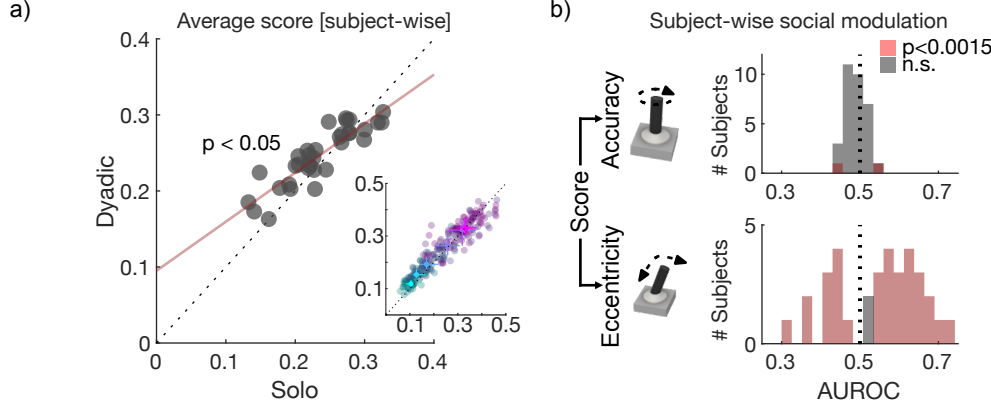 a)
Average score [subject-wise]
0.4
0.3
0.2
0.1
0
Dyadic
p < 0.05
0.5
0.3
0.1
0.1 0.3 0.5
0 0.1 0.2 0.3 0.4
Solo
b)
Subject-wise social modulation
p<0.0015
n.s.
Score
Accuracy
Eccentricity
# Subjects
10
5
0
0.3 0.5 0.7
# Subjects
5
0
0.3 0.5 0.7
AUROC